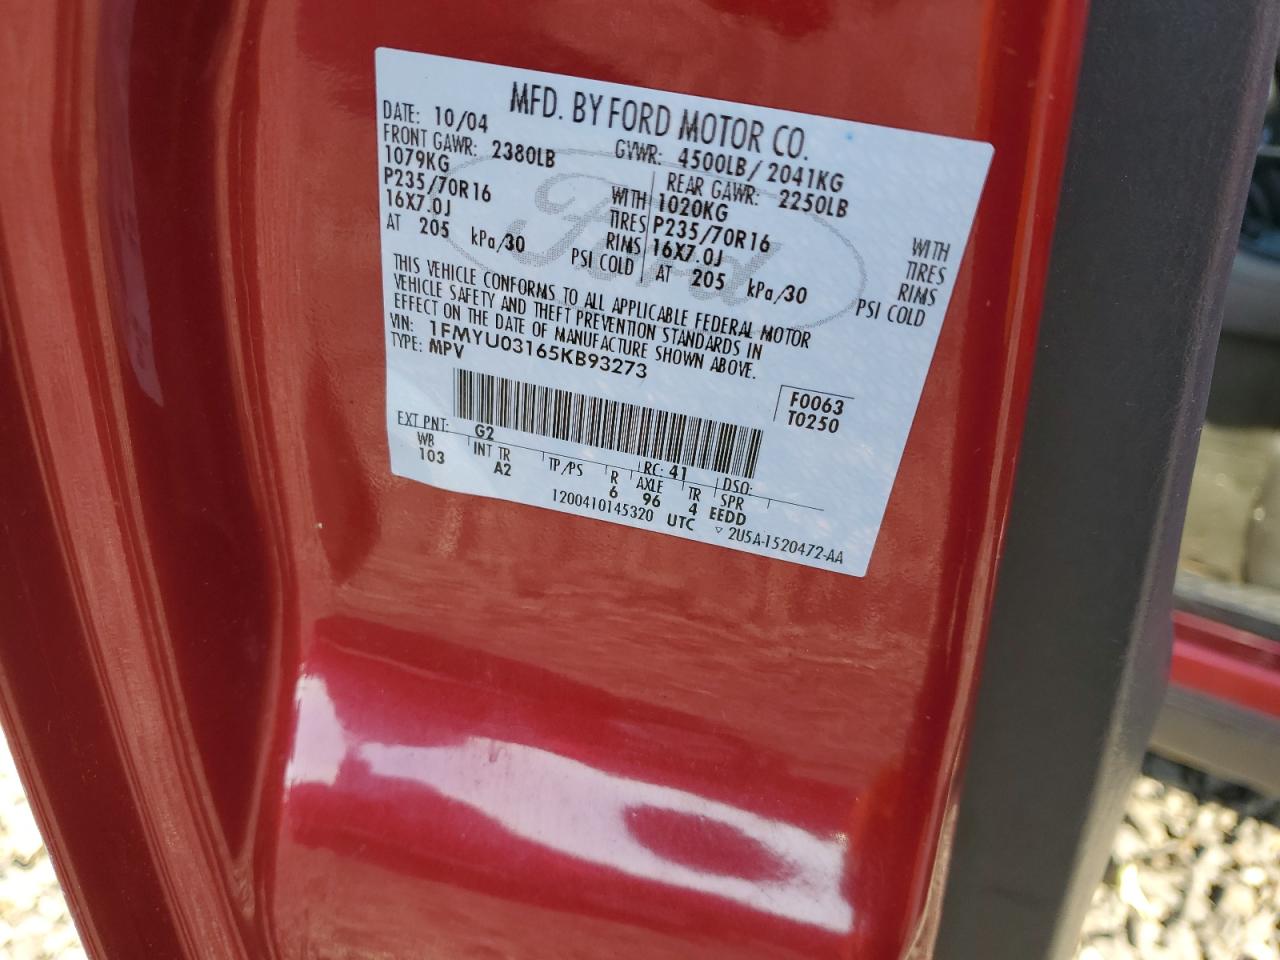 MFD. BY FORD MOTOR CO.
DATE: 10/04 GVWR: 4500LB/ 2041KG
FRONT GAWR: 2380LB REAR GAWR: 2250LB
1079KG WITH 1020KG WITH
P235/70R16 TIRES P235/70R16 TIRES
16X7.0J RIMS 16X7.0J RIMS
AT 205 kPa/30 PSI COLD AT 205 kPa/30 PSI COLD
THIS VEHICLE CONFORMS TO ALL APPLICABLE FEDERAL MOTOR
VEHICLE SAFETY AND THEFT PREVENTION STANDARDS IN
EFFECT ON THE DATE OF MANUFACTURE SHOWN ABOVE.
VIN: 1FMYU03165KB93273
TYPE: MPV
F0063
T0250
EXT PNT: G2 RC: 41 DSO:
WB INT TR TP/PS R AXLE TR SPR
103 A2 6 96 4 EEDD
1200410145320 UTC ▽ 2U5A-1520472-AA
Ford